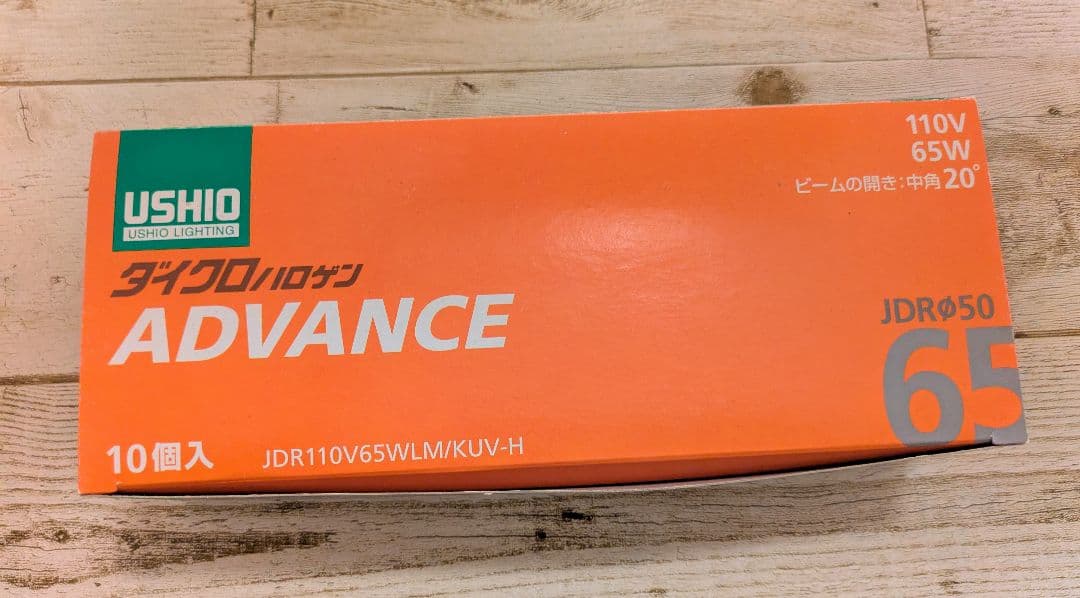 USHIO
USHIO LIGHTING
ダイクロハロゲン
ADVANCE
10個入
JDR110V65WLM/KUV-H
110V
65W
ビームの開き:中角20°
JDRφ50
65